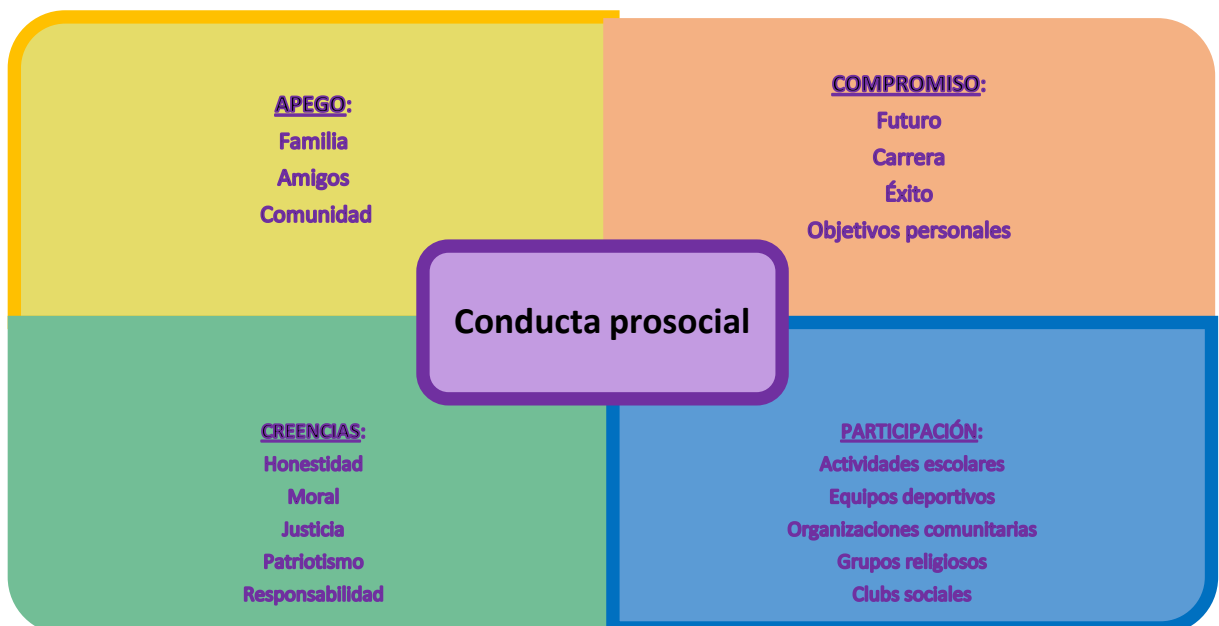 APEGO:
Familia
Amigos
Comunidad
COMPROMISO:
Futuro
Carrera
Éxito
Objetivos personales
Conducta prosocial
CREENCIAS:
Honestidad
Moral
Justicia
Patriotismo
Responsabilidad
PARTICIPACIÓN:
Actividades escolares
Equipos deportivos
Organizaciones comunitarias
Grupos religiosos
Clubs sociales